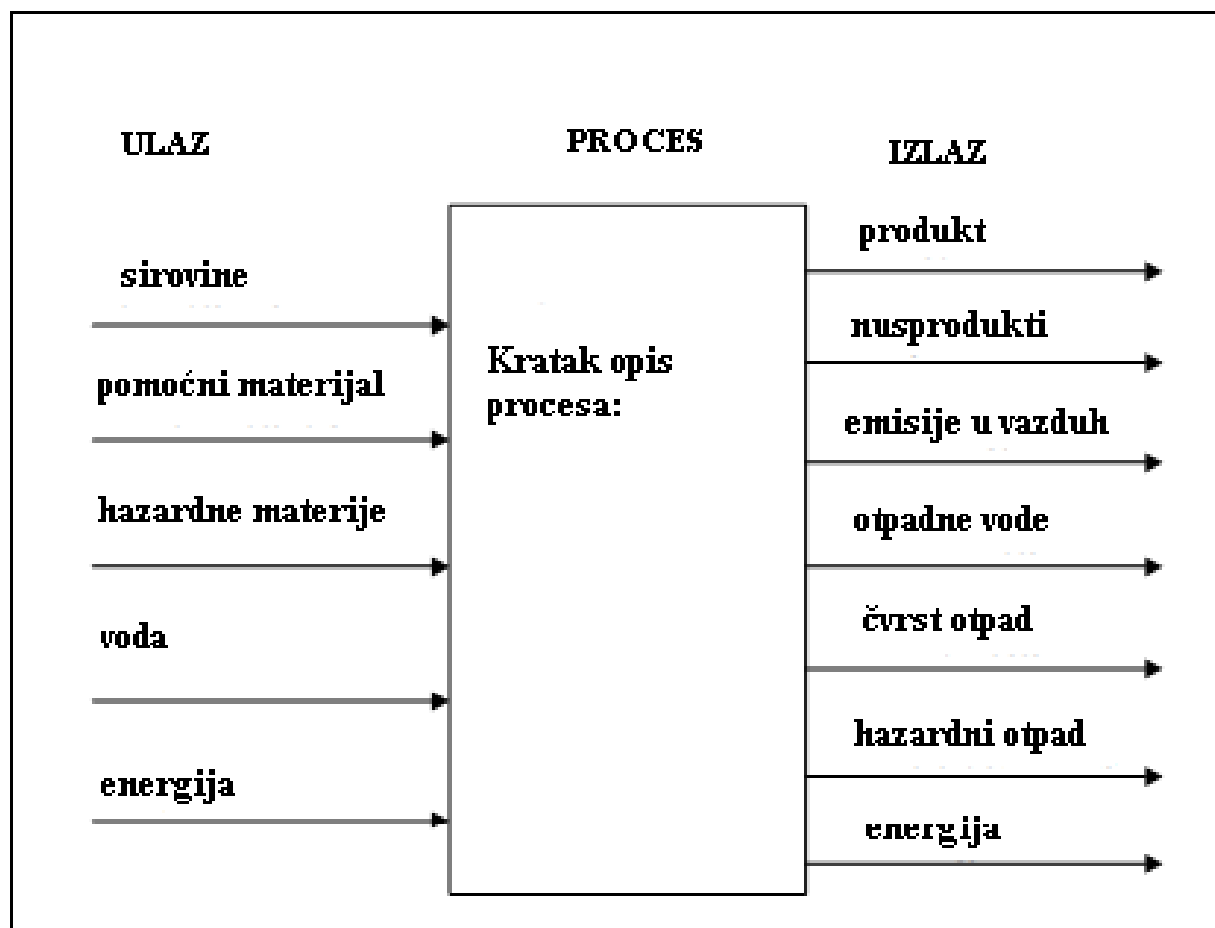 ULAZ
PROCES
IZLAZ
sirovine
pomoćni materijal
hazardne materije
voda
energija
Kratak opis
procesa:
produkt
nusprodukti
emisije u vazduh
otpadne vode
čvrst otpad
hazardni otpad
energija